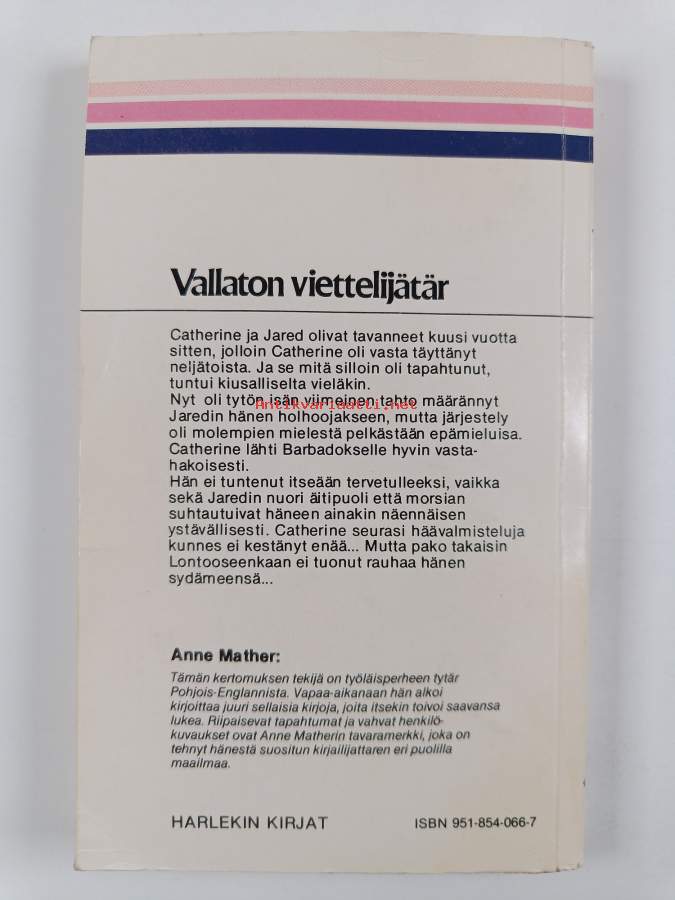 Vallaton viettelijätär
Catherine ja Jared olivat tavanneet kuusi vuotta
sitten, jolloin Catherine oli vasta täyttänyt
neljätoista. Ja se mitä silloin oli tapahtunut,
tuntui kiusalliselta vieläkin.
Nyt oli tytön isän viimeinen tahto määrännyt
Antikvariaatti.net
Jaredin hänen holhoojakseen, mutta järjestely
oli molempien mielestä pelkästään epämieluisa.
Catherine lähti Barbadokselle hyvin vasta-
hakoisesti.
Hän ei tuntenut itseään tervetulleeksi, vaikka
sekä Jaredin nuori äitipuoli että morsian
suhtautuivat häneen ainakin näennäisen
ystävällisesti. Catherine seurasi häävalmisteluja
kunnes ei kestänyt enää... Mutta pako takaisin
Lontooseenkaan ei tuonut rauhaa hänen
sydämeensä...
Anne Mather:
Tämän kertomuksen tekijä on työläisperheen tytär
Pohjois-Englannista. Vapaa-aikanaan hän alkoi
kirjoittaa juuri sellaisia kirjoja, joita itsekin toivoi saavansa
lukea. Riipaisevat tapahtumat ja vahvat henkilö-
kuvaukset ovat Anne Matherin tavaramerkki, joka on
tehnyt hänestä suositun kirjailijattaren eri puolilla
maailmaa.
HARLEKIN KIRJAT
ISBN 951-854-066-7